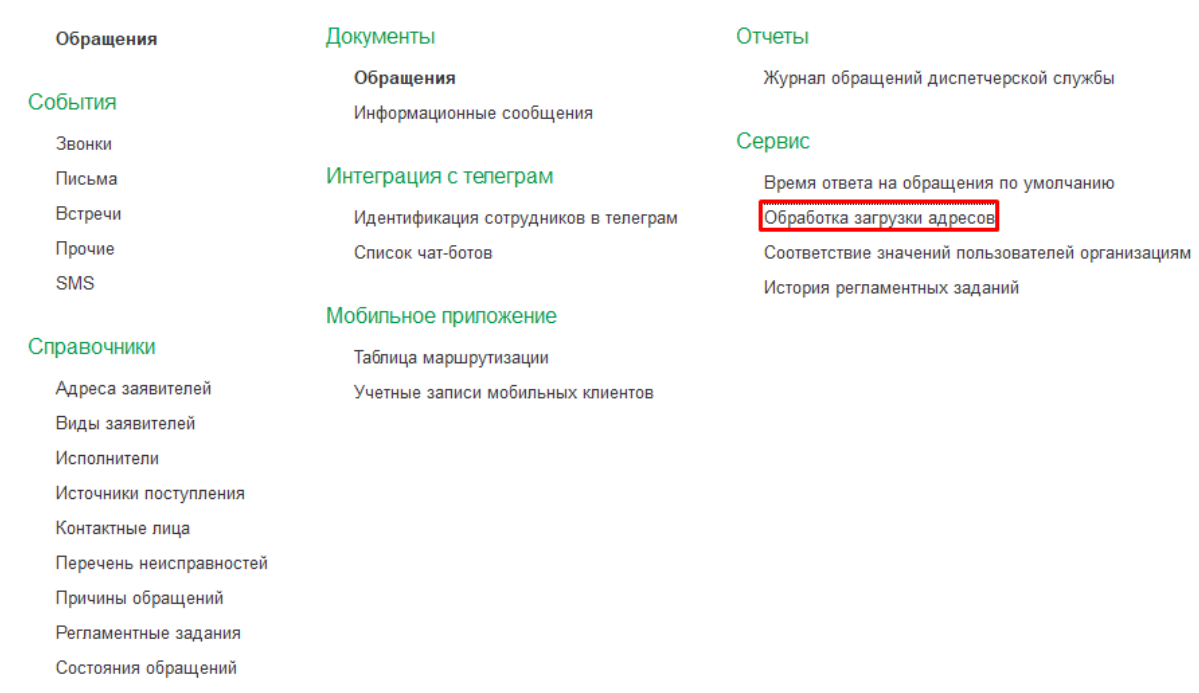 Обращения
События
Звонки
Письма
Встречи
Прочие
SMS
Справочники
Адреса заявителей
Виды заявителей
Исполнители
Источники поступления
Контактные лица
Перечень неисправностей
Причины обращений
Регламентные задания
Состояния обращений
Документы
Обращения
Информационные сообщения
Интеграция с телеграм
Идентификация сотрудников в телеграм
Список чат-ботов
Мобильное приложение
Таблица маршрутизации
Учетные записи мобильных клиентов
Отчеты
Журнал обращений диспетчерской службы
Сервис
Время ответа на обращения по умолчанию
Обработка загрузки адресов
Соответствие значений пользователей организациям
История регламентных заданий